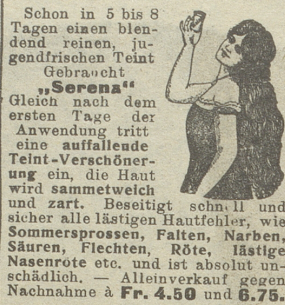 Schon in 5 bis 8
Tagen einen blen-
dend reinen, ju-
gendfrischen Teint
Gebraucht
„Serena“
Gleich nach dem
ersten Tage der
Anwendung tritt
eine auffallende
Teint-Verschöner-
ung ein, die Haut
wird sammetweich
und zart. Beseitigt schnell und
sicher alle lästigen Hautfehler, wie
Sommersprossen, Falten, Narben,
Säuren, Flechten, Röte, lästige
Nasenröte etc. und ist absolut un-
schädlich. — Alleinverkauf gegen
Nachnahme à Fr. 4.50 und 6.75.